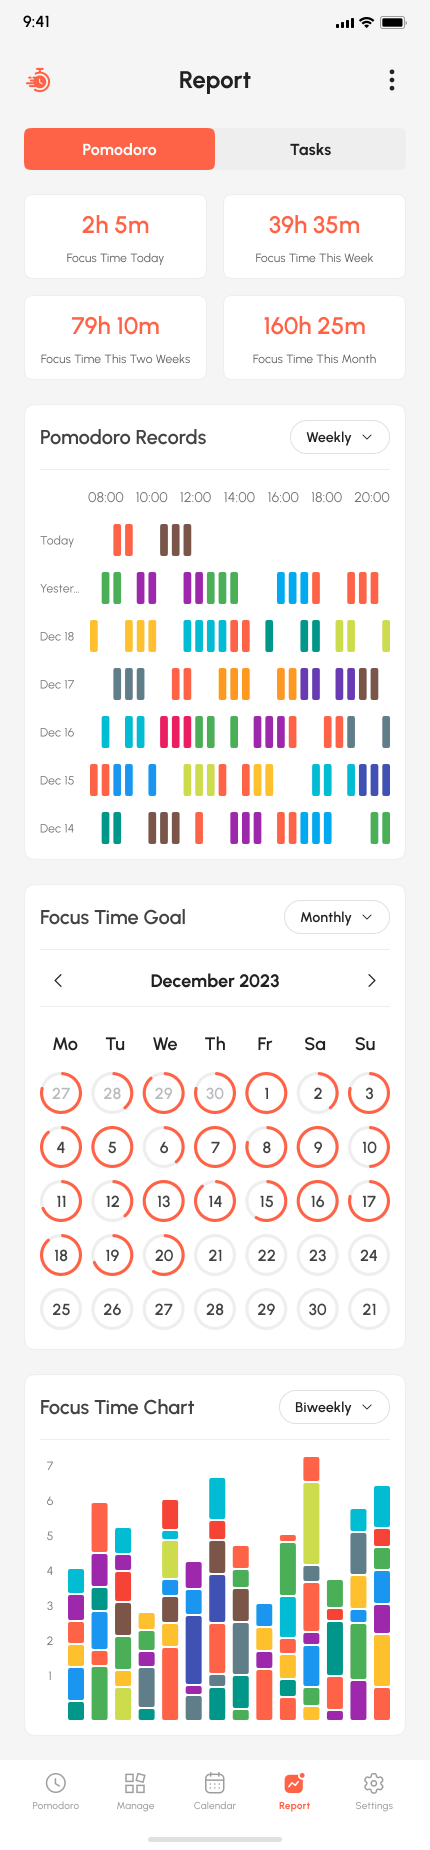 9:41
Report
Pomodoro Tasks
2h 5m 39h 35m
Focus Time Today Focus Time This Week
79h 10m 160h 25m
Focus Time This Two Weeks Focus Time This Month
Pomodoro Records Weekly
08:00 10:00 12:00 14:00 16:00 18:00 20:00
Today
Yester...
Dec 18
Dec 17
Dec 16
Dec 15
Dec 14
Focus Time Goal Monthly
December 2023
Mo Tu We Th Fr Sa Su
27 28 29 30 1 2 3
4 5 6 7 8 9 10
11 12 13 14 15 16 17
18 19 20 21 22 23 24
25 26 27 28 29 30 21
Focus Time Chart Biweekly
7
6
5
4
3
2
1
Pomodoro Manage Calendar Report Settings